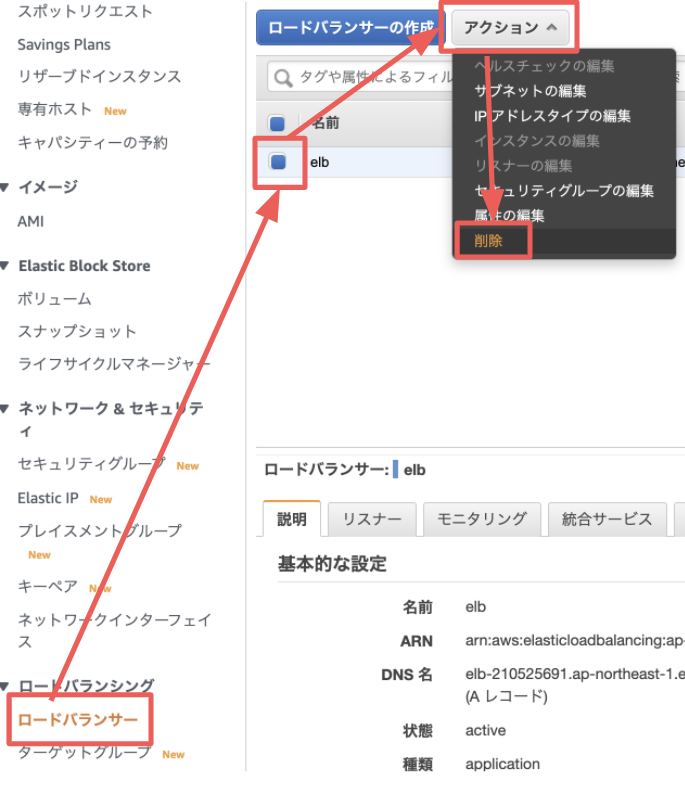 スポットリクエスト
Savings Plans
リザーブドインスタンス
専有ホスト New
キャパシティーの予約
イメージ
AMI
Elastic Block Store
ボリューム
スナップショット
ライフサイクルマネージャー
ネットワーク & セキュリテ
ィ
セキュリティグループ New
Elastic IP New
プレイスメントグループ
New
キーペア New
ネットワークインターフェイ
ス
ロードバランシング
ロードバランサー
ターゲットグループ New
ロードバランサーの作成
アクション
タグや属性によるフィル
名前
elb
ヘルスチェックの編集
サブネットの編集
IP アドレスタイプの編集
インスタンスの編集
リスナーの編集
セキュリティグループの編集
属性の編集
削除
ロードバランサー: elb
説明
リスナー
モニタリング
統合サービス
基本的な設定
名前 elb
ARN arn:aws:elasticloadbalancing:ap-
DNS 名 elb-210525691.ap-northeast-1.e
(A レコード)
状態 active
種類 application